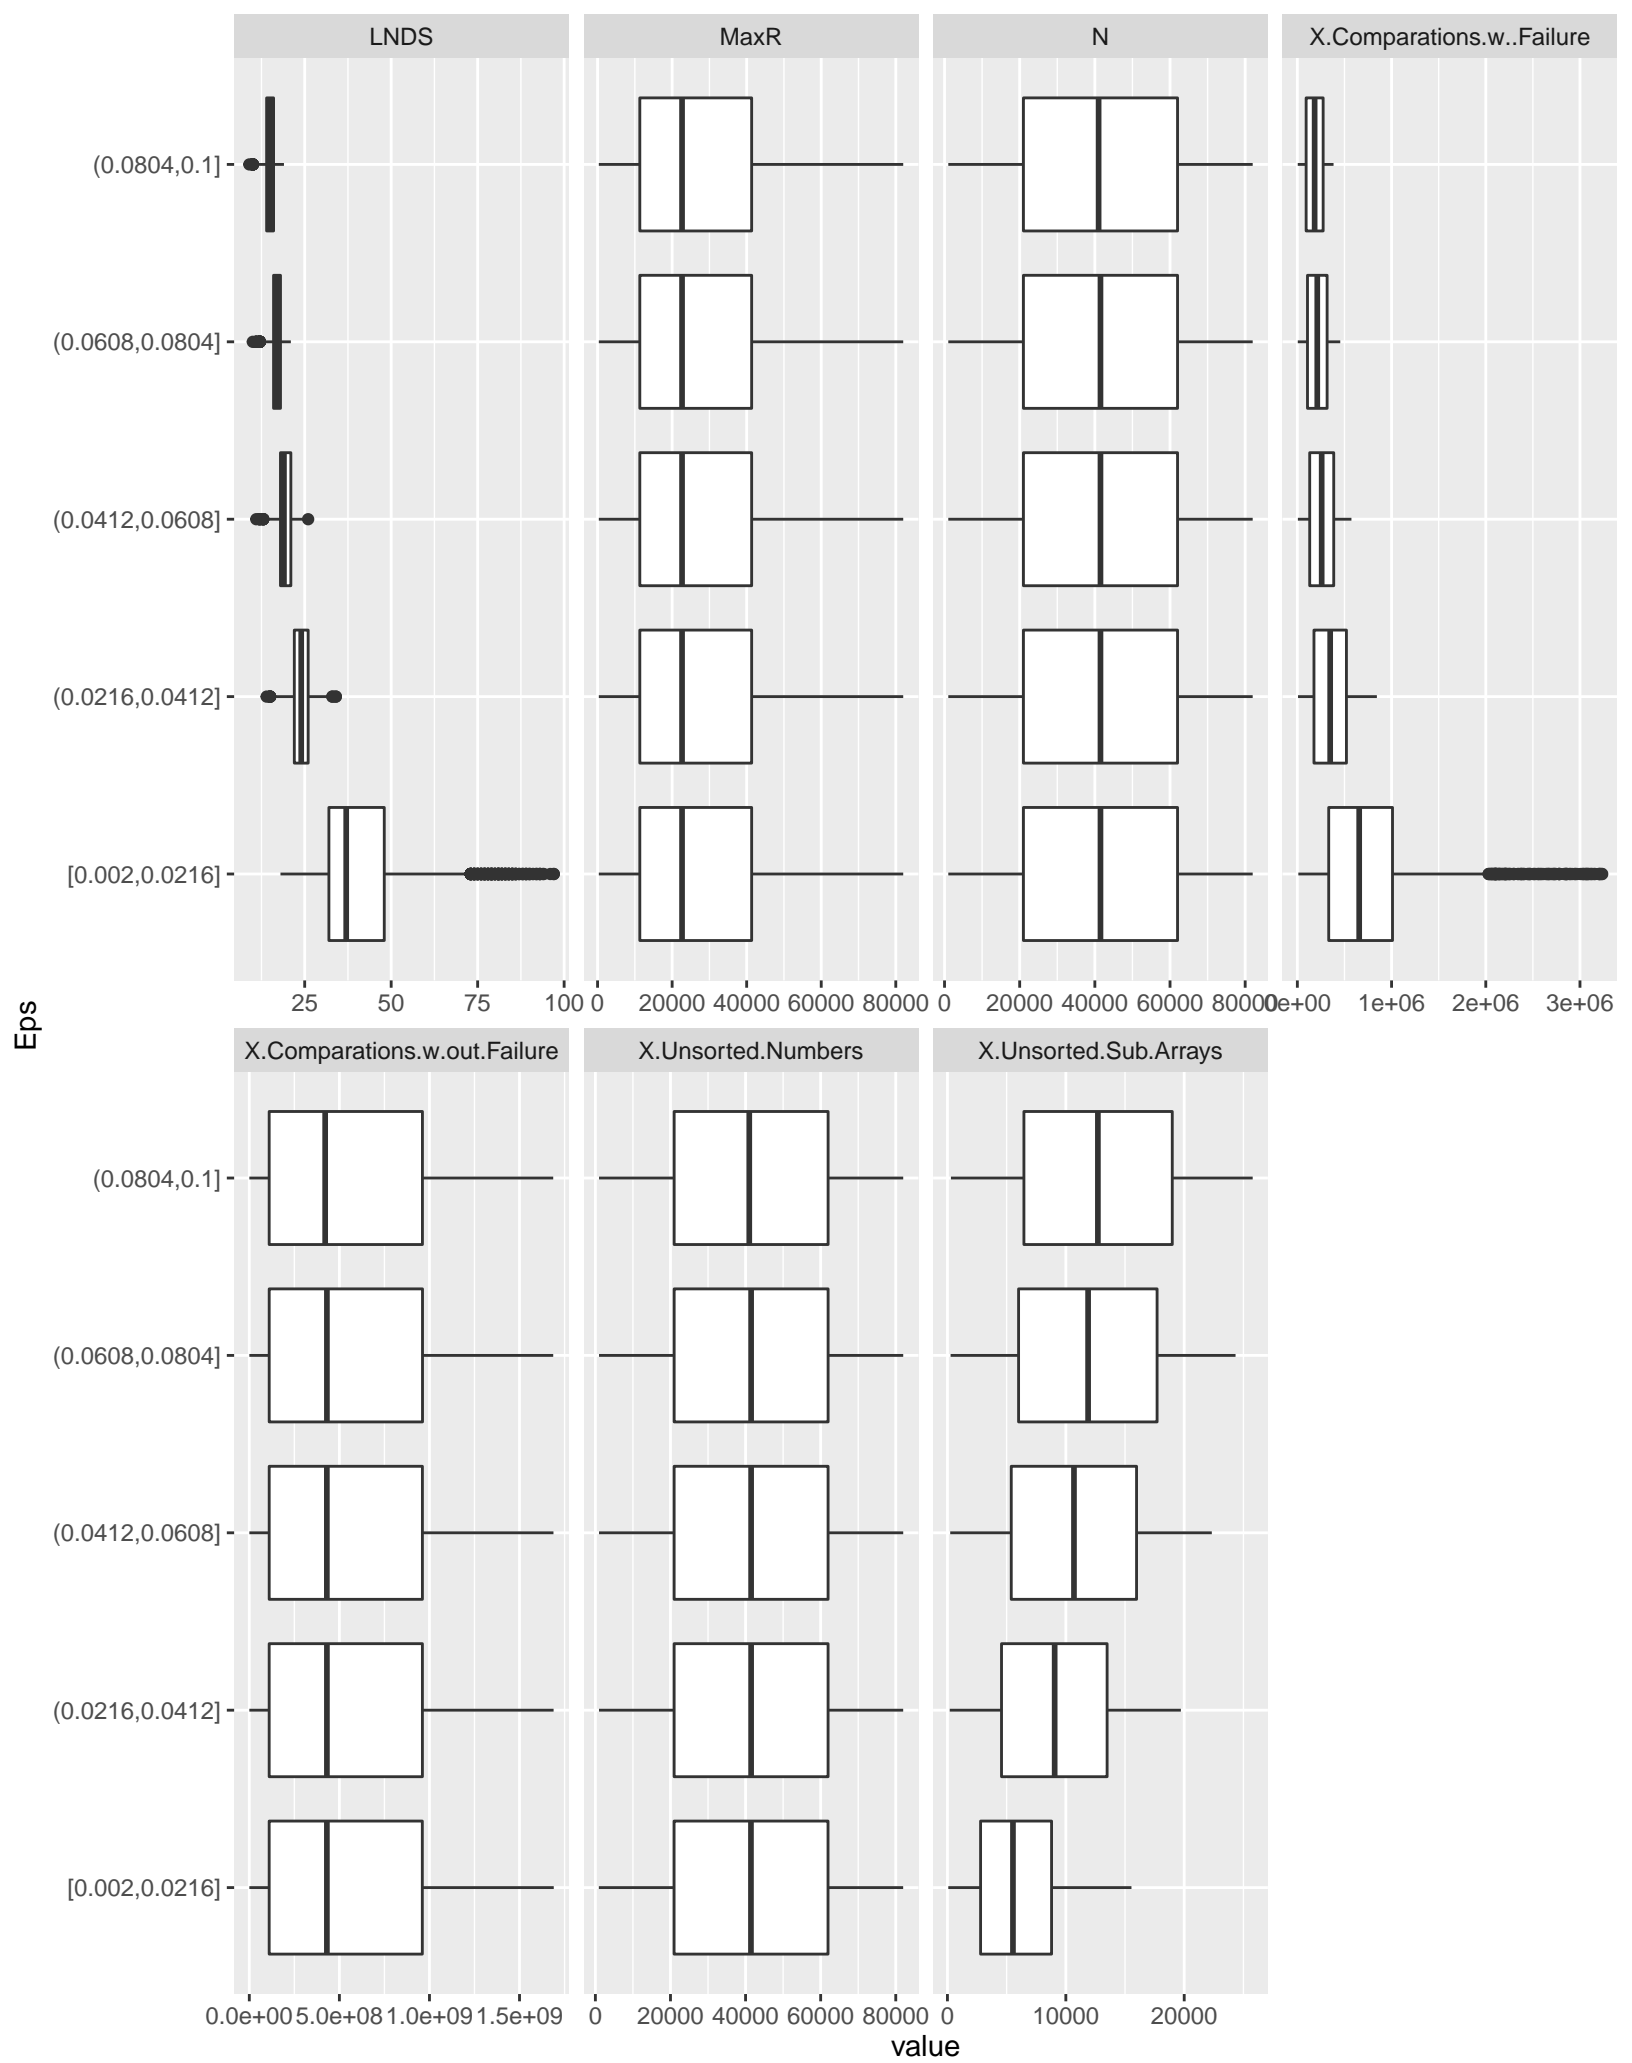 LNDS MaxR N X.Comparations.w..Failure
(0.0804,0.1]
(0.0608,0.0804]
(0.0412,0.0608]
(0.0216,0.0412]
[0.002,0.0216]
25 50 75 100 0 20000 40000 60000 80000 0 20000 40000 60000 80000 0e+00 1e+06 2e+06 3e+06
Eps
X.Comparations.w.out.Failure X.Unsorted.Numbers X.Unsorted.Sub.Arrays
(0.0804,0.1]
(0.0608,0.0804]
(0.0412,0.0608]
(0.0216,0.0412]
[0.002,0.0216]
0.0e+00 5.0e+08 1.0e+09 1.5e+09 0 20000 40000 60000 80000 0 10000 20000
value